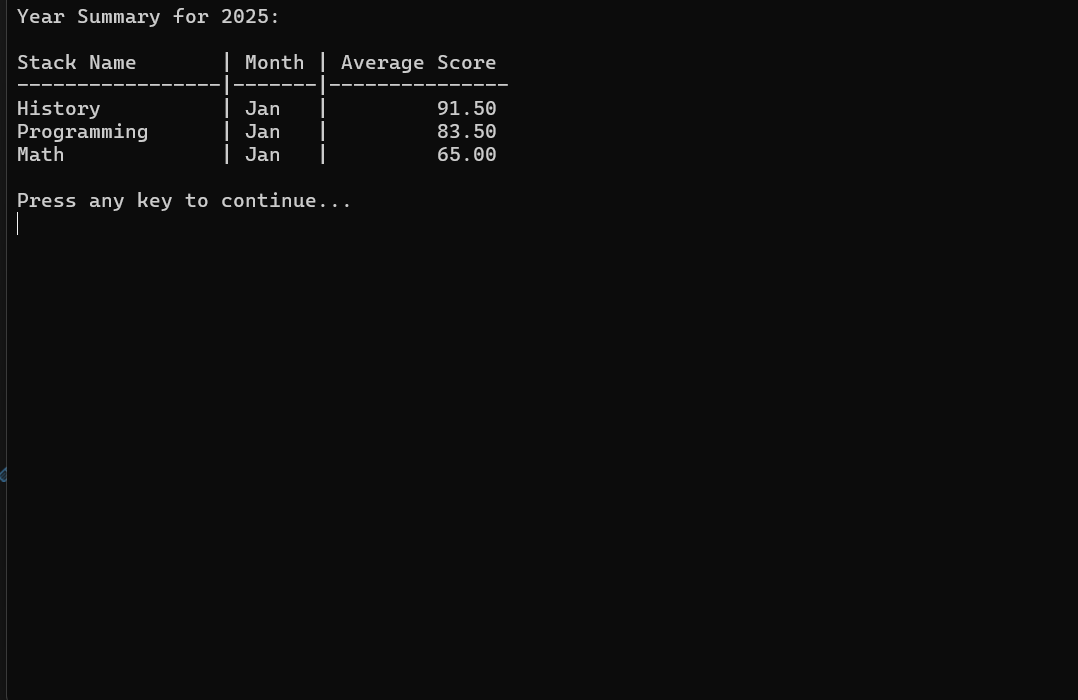 Year Summary for 2025:
Stack Name       | Month | Average Score
-----------------|-------|---------------
History          | Jan   |         91.50
Programming      | Jan   |         83.50
Math             | Jan   |         65.00
Press any key to continue...